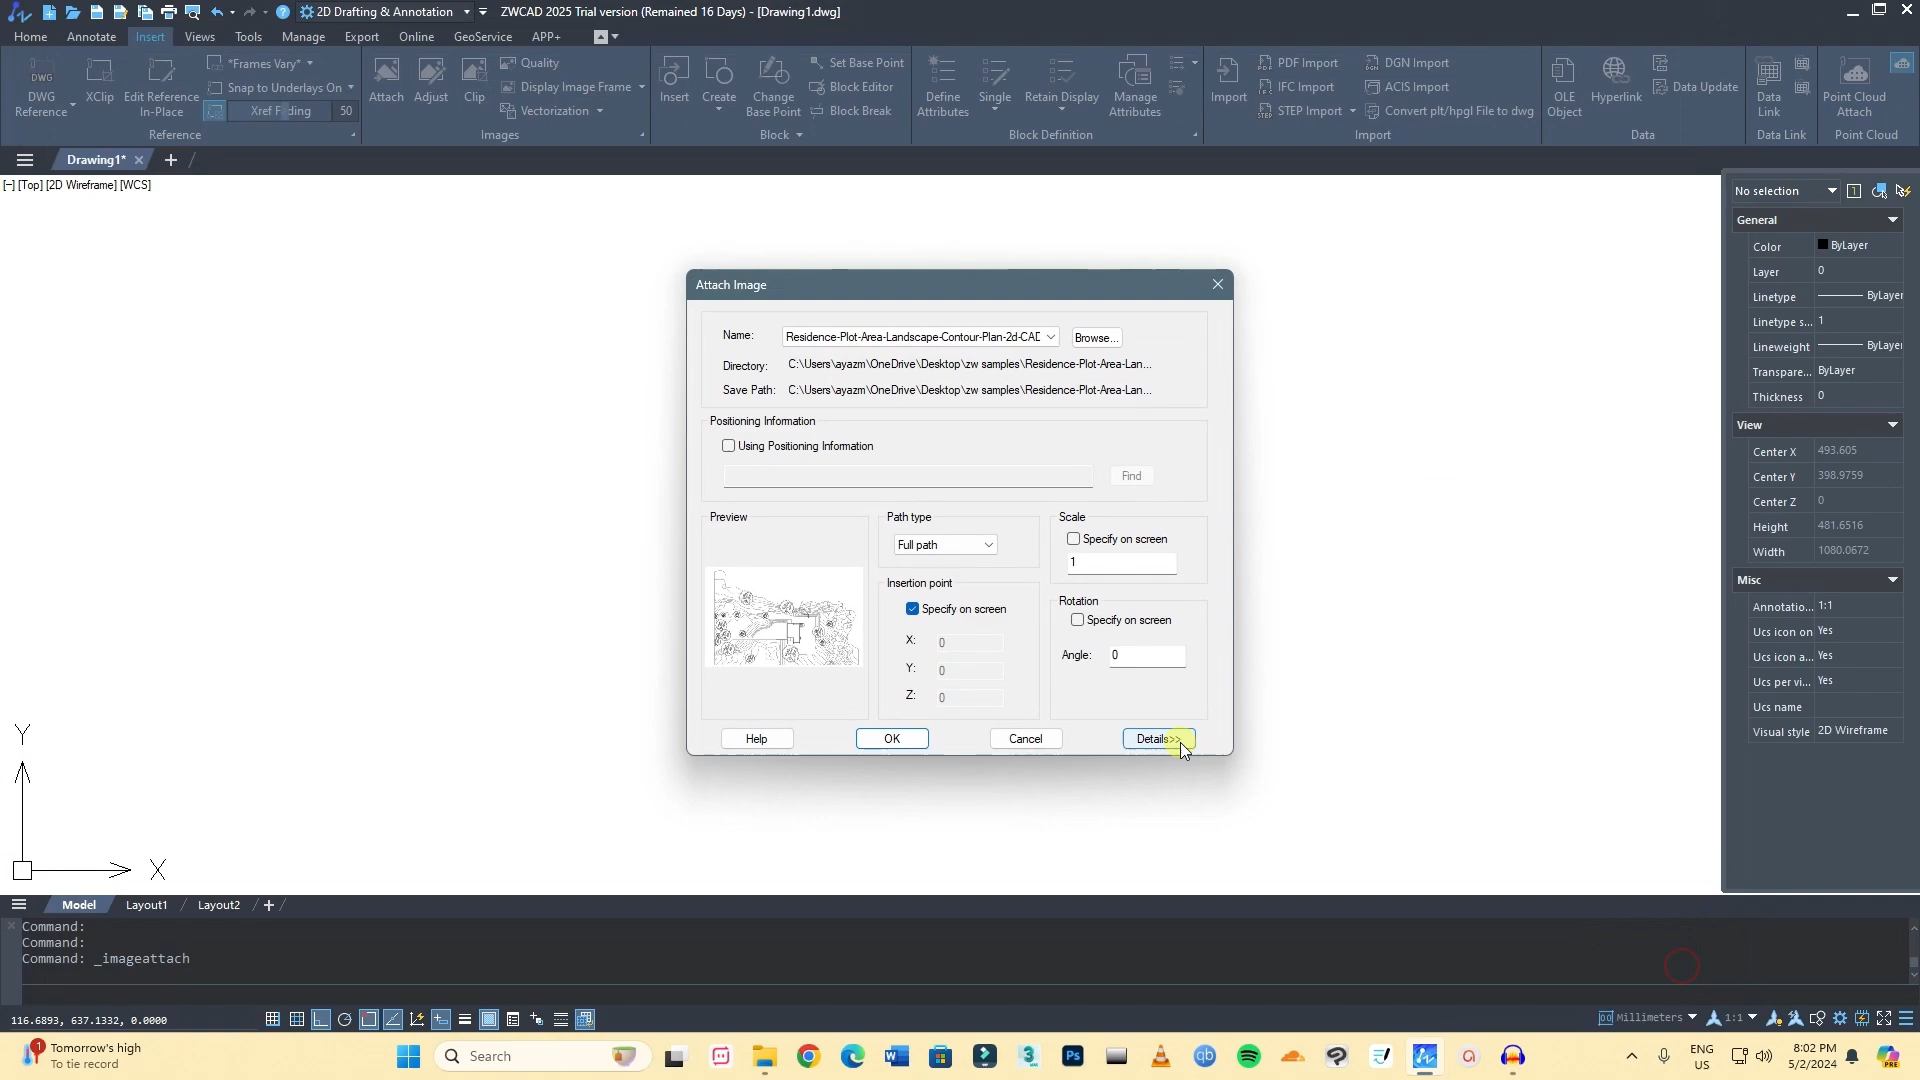 2D Drafting & Annotation
ZWCAD 2025 Trial version (Remained 16 Days) - [Drawing1.dwg]
Home Annotate Insert Views Tools Manage Export Online GeoService APP+
DWG
DWG Reference
XClip
Edit Reference In-Place
*Frames Vary*
Snap to Underlays On
Xref Fading 50
Reference
Attach
Adjust
Clip
Quality
Display Image Frame
Vectorization
Images
Insert
Create
Change Base Point
Set Base Point
Block Editor
Block Break
Block
Define Attributes
Single
Retain Display
Manage Attributes
Block Definition
Import
PDF Import
IFC Import
STEP Import
DGN Import
ACIS Import
Convert plt/hpgl File to dwg
Import
OLE Object
Hyperlink
Data Update
Data
Data Link
Data Link
Point Cloud Attach
Point Cloud
Drawing1*
[−] [Top] [2D Wireframe] [WCS]
Attach Image
Name: Residence-Plot-Area-Landscape-Contour-Plan-2d-CAD
Browse...
Directory: C:\Users\ayazm\OneDrive\Desktop\zw samples\Residence-Plot-Area-Lan...
Save Path: C:\Users\ayazm\OneDrive\Desktop\zw samples\Residence-Plot-Area-Lan...
Positioning Information
Using Positioning Information
Find
Preview
Path type
Full path
Insertion point
Specify on screen
X: 0
Y: 0
Z: 0
Scale
Specify on screen
1
Rotation
Specify on screen
Angle: 0
Help OK Cancel Details>>
No selection
General
Color ByLayer
Layer 0
Linetype ByLayer
Linetype s... 1
Lineweight ByLayer
Transpare... ByLayer
Thickness 0
View
Center X 493.605
Center Y 398.9759
Center Z 0
Height 481.6516
Width 1080.0672
Misc
Annotatio... 1:1
Ucs icon on Yes
Ucs icon a... Yes
Ucs per vi... Yes
Ucs name
Visual style 2D Wireframe
Y
X
Model Layout1 Layout2
Command:
Command:
Command: _imageattach
116.6893, 637.1332, 0.0000
Millimeters 1:1
1
Tomorrow's high
To tie record
Search
ENG
US
8:02 PM
5/2/2024